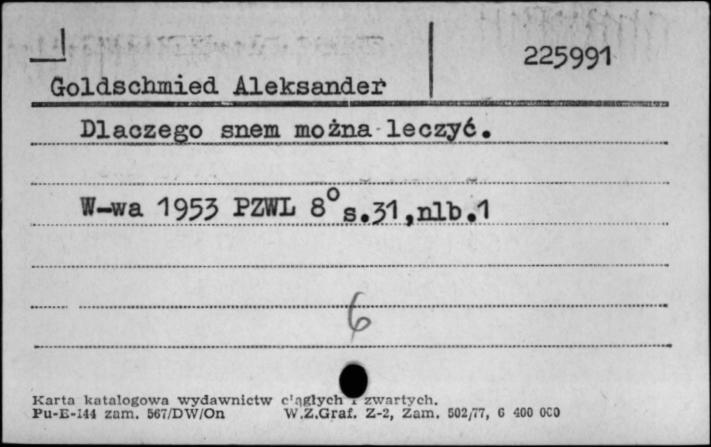 225991
Goldschmied Aleksander
Dlaczego snem można leczyć.
W-wa 1953 PZWL 8° s.31,nlb.1
6
Karta katalogowa wydawnictw ciągłych i zwartych.
Pu-E-144 zam. 567/DW/On W.Z.Graf. Z-2, Zam. 502/77, 6 400 000